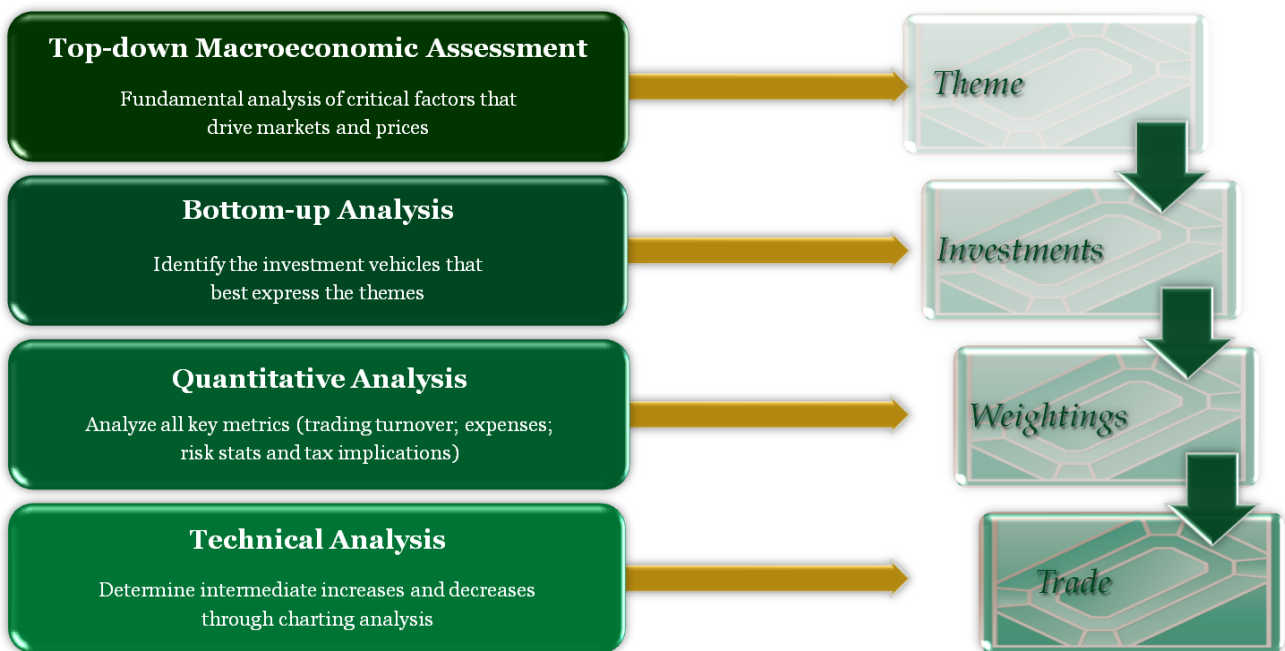 Top-down Macroeconomic Assessment
Fundamental analysis of critical factors that
drive markets and prices
Theme
Bottom-up Analysis
Identify the investment vehicles that
best express the themes
Investments
Quantitative Analysis
Analyze all key metrics (trading turnover; expenses;
risk stats and tax implications)
Weightings
Technical Analysis
Determine intermediate increases and decreases
through charting analysis
Trade